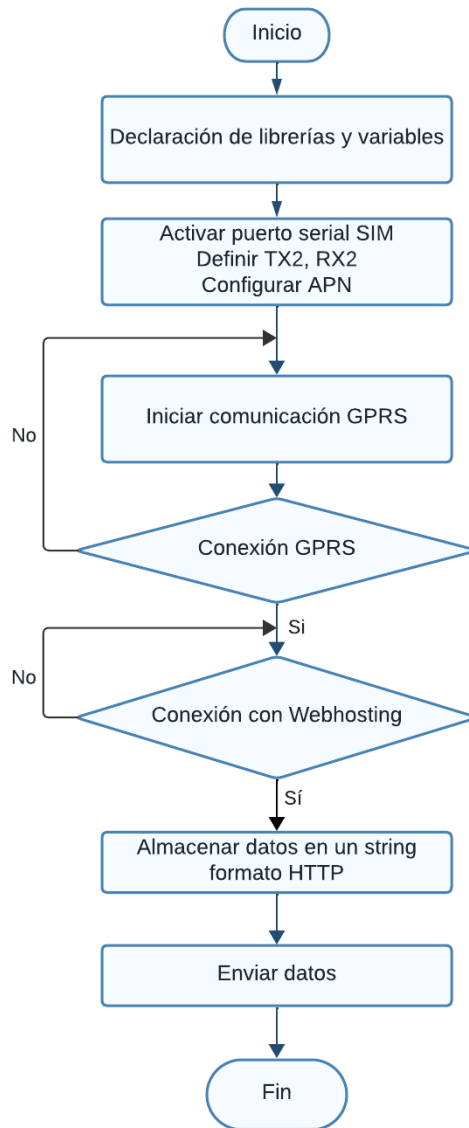 Inicio
Declaración de librerías y variables
Activar puerto serial SIM
Definir TX2, RX2
Configurar APN
Iniciar comunicación GPRS
No
Conexión GPRS
Si
No
Conexión con Webhosting
Sí
Almacenar datos en un string
formato HTTP
Enviar datos
Fin